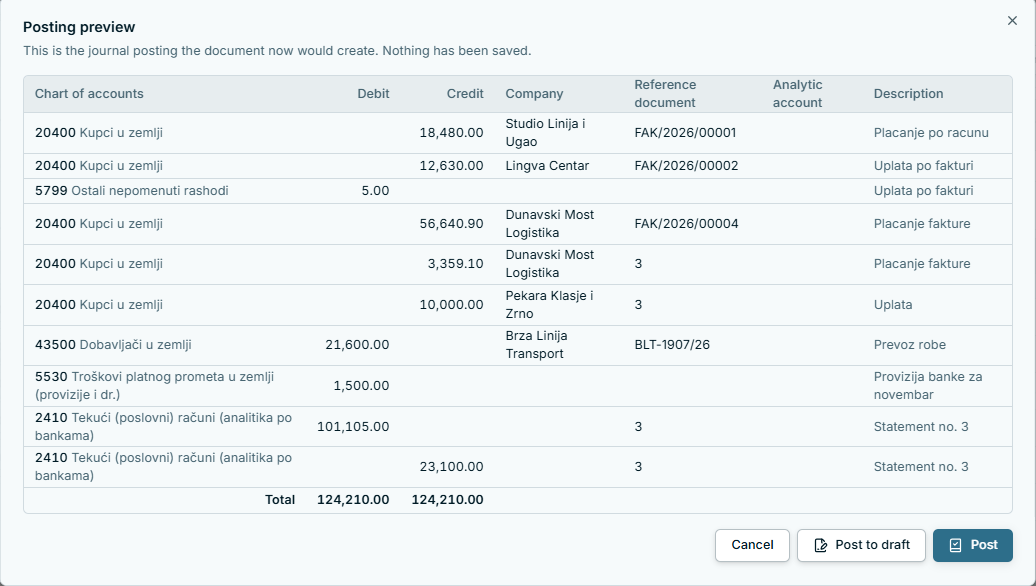 Posting preview
This is the journal posting the document now would create. Nothing has been saved.
Chart of accounts Debit Credit Company Reference document Analytic account Description
20400 Kupci u zemlji 18,480.00 Studio Linija i Ugao FAK/2026/00001 Placanje po racunu
20400 Kupci u zemlji 12,630.00 Lingva Centar FAK/2026/00002 Uplata po fakturi
5799 Ostali nepomenuti rashodi 5.00 Uplata po fakturi
20400 Kupci u zemlji 56,640.90 Dunavski Most Logistika FAK/2026/00004 Placanje fakture
20400 Kupci u zemlji 3,359.10 Dunavski Most Logistika 3 Placanje fakture
20400 Kupci u zemlji 10,000.00 Pekara Klasje i Zrno 3 Uplata
43500 Dobavljači u zemlji 21,600.00 Brza Linija Transport BLT-1907/26 Prevoz robe
5530 Troškovi platnog prometa u zemlji (provizije i dr.) 1,500.00 Provizija banke za novembar
2410 Tekući (poslovni) računi (analitika po bankama) 101,105.00 3 Statement no. 3
2410 Tekući (poslovni) računi (analitika po bankama) 23,100.00 3 Statement no. 3
Total 124,210.00 124,210.00
Cancel Post to draft Post